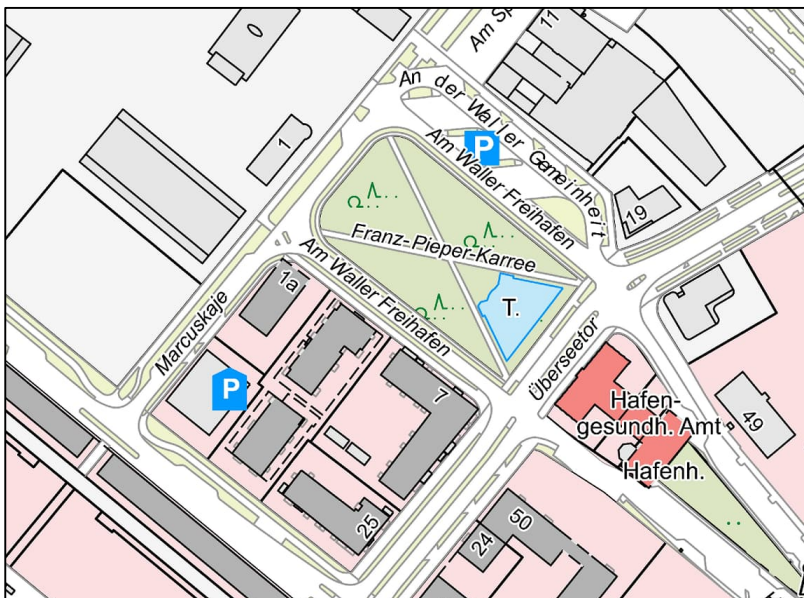 Am Sp
11
An der Waller Gemeinheit
1
P
Am Waller Freihafen
19
Franz-Pieper-Karree
Am Waller Freihafen
1a
T.
Marcuskaje
Überseetor
P
7
Hafen-
gesundh. Amt
49
Hafenh.
25
50
24